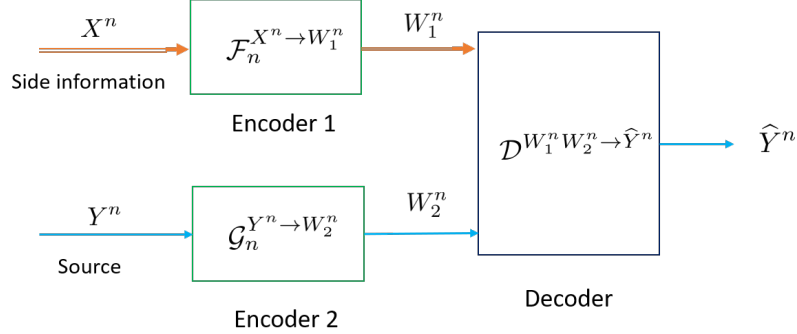 X^n
W_1^n
F_n^{X^n→W_1^n}
Side information
Encoder 1
D^{W_1^n W_2^n→Ŷ^n}
Ŷ^n
Y^n
W_2^n
G_n^{Y^n→W_2^n}
Source
Encoder 2
Decoder